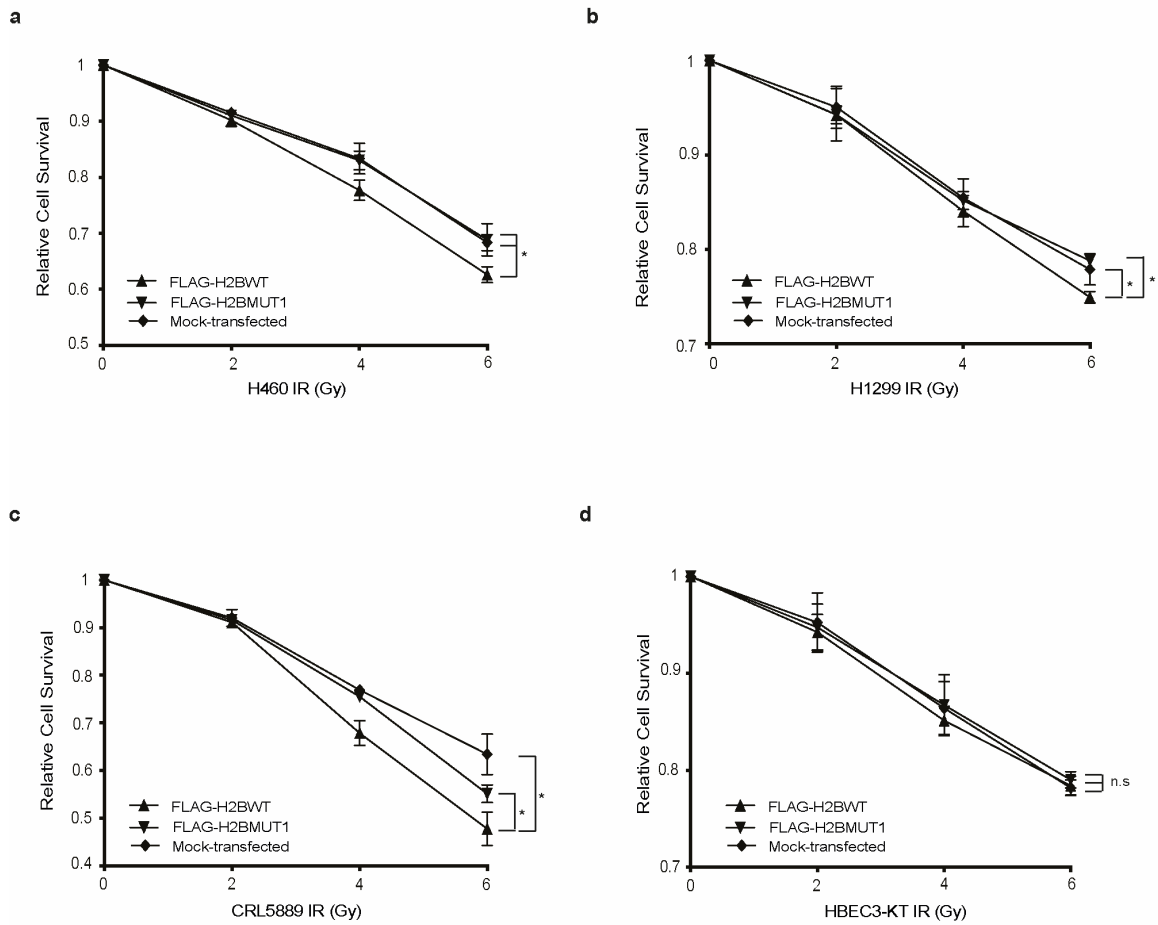 a
Relative Cell Survival
1
0.9
0.8
0.7
0.6
0.5
FLAG-H2BWT
FLAG-H2BMUT1
Mock-transfected
*
0 2 4 6
H460 IR (Gy)
b
Relative Cell Survival
1
0.9
0.8
0.7
FLAG-H2BWT
FLAG-H2BMUT1
Mock-transfected
* *
0 2 4 6
H1299 IR (Gy)
c
Relative Cell Survival
1
0.9
0.8
0.7
0.6
0.5
0.4
FLAG-H2BWT
FLAG-H2BMUT1
Mock-transfected
*
*
0 2 4 6
CRL5889 IR (Gy)
d
Relative Cell Survival
1
0.9
0.8
0.7
FLAG-H2BWT
FLAG-H2BMUT1
Mock-transfected
n.s
0 2 4 6
HBEC3-KT IR (Gy)